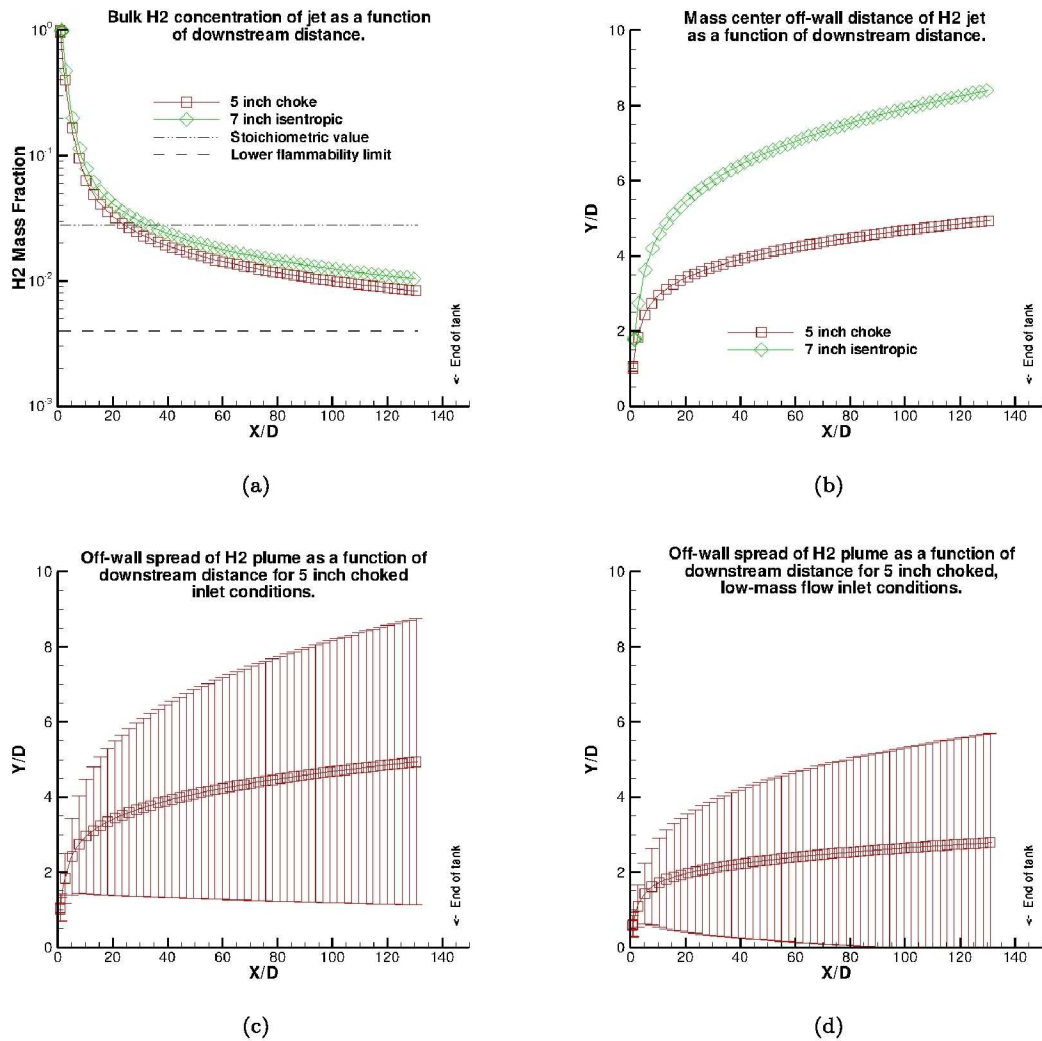 Bulk H2 concentration of jet as a function
of downstream distance.
10^0
10^-1
10^-2
10^-3
H2 Mass Fraction
5 inch choke
7 inch isentropic
Stoichiometric value
Lower flammability limit
<- End of tank
0 20 40 60 80 100 120 140
X/D
(a)
Mass center off-wall distance of H2 jet
as a function of downstream distance.
10
8
6
4
2
0
Y/D
5 inch choke
7 inch isentropic
<- End of tank
0 20 40 60 80 100 120 140
X/D
(b)
Off-wall spread of H2 plume as a function of
downstream distance for 5 inch choked
inlet conditions.
10
8
6
4
2
0
Y/D
<- End of tank
0 20 40 60 80 100 120 140
X/D
(c)
Off-wall spread of H2 plume as a function of
downstream distance for 5 inch choked,
low-mass flow inlet conditions.
10
8
6
4
2
0
Y/D
<- End of tank
0 20 40 60 80 100 120 140
X/D
(d)